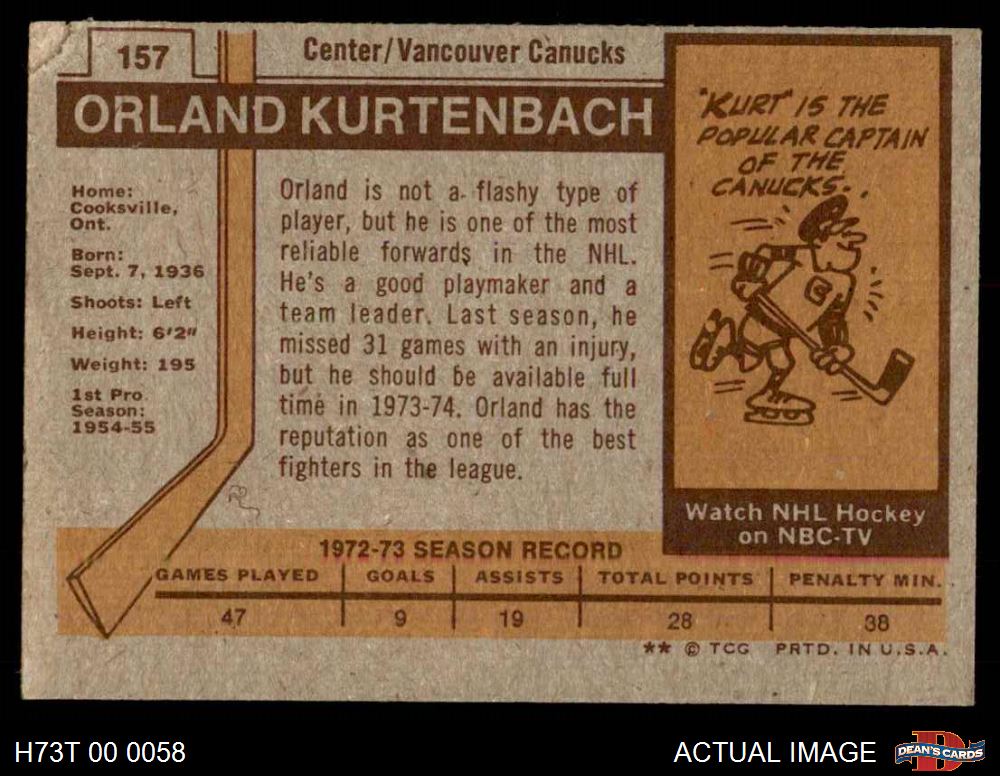 157
Center/Vancouver Canucks
ORLAND KURTENBACH
Home:
Cooksville,
Ont.
Born:
Sept. 7, 1936
Shoots: Left
Height: 6'2"
Weight: 195
1st Pro
Season:
1954-55
Orland is not a flashy type of
player, but he is one of the most
reliable forwards in the NHL.
He's a good playmaker and a
team leader. Last season, he
missed 31 games with an injury,
but he should be available full
time in 1973-74. Orland has the
reputation as one of the best
fighters in the league.
"KURT" IS THE
POPULAR CAPTAIN
OF THE
CANUCKS..
C
Watch NHL Hockey
on NBC-TV
1972-73 SEASON RECORD
GAMES PLAYED GOALS ASSISTS TOTAL POINTS PENALTY MIN.
47 9 19 28 38
** © TCG PRTD. IN U.S.A.
H73T 00 0058
ACTUAL IMAGE
D
DEAN'S CARDS